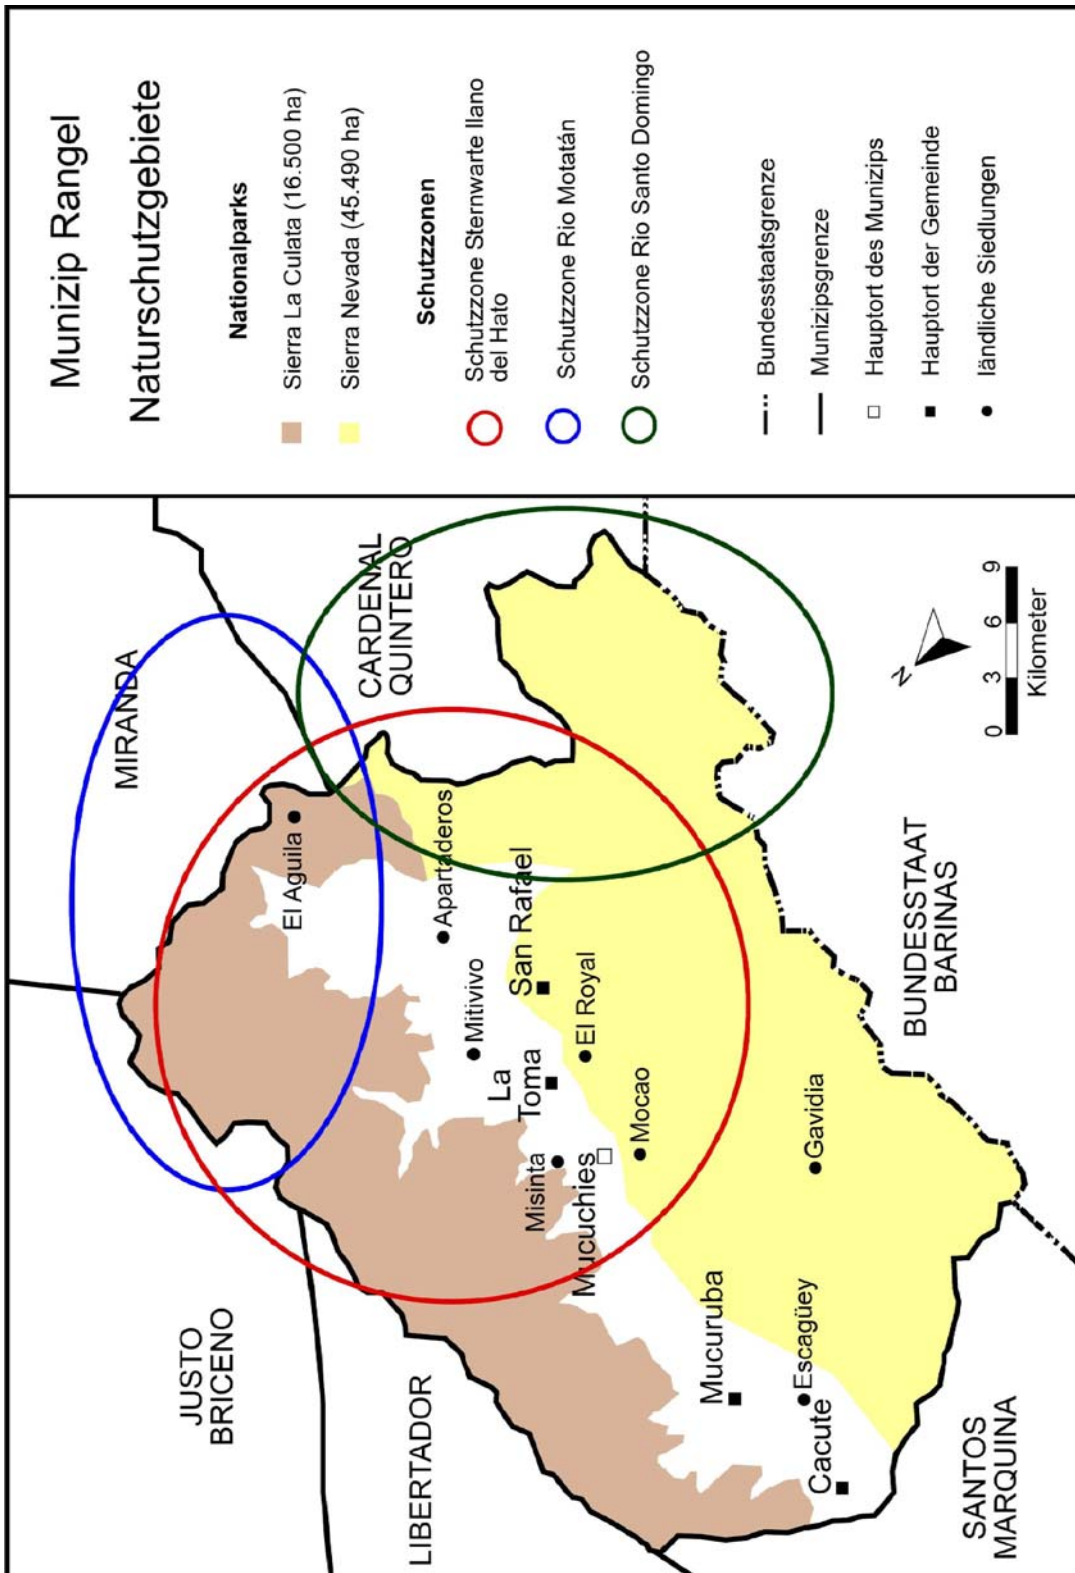 Munizip Rangel
Naturschutzgebiete
Nationalparks
Sierra La Culata (16.500 ha)
Sierra Nevada (45.490 ha)
Schutzzonen
Schutzzone Sternwarte llano
del Hato
Schutzzone Rio Motatán
Schutzzone Rio Santo Domingo
Bundesstaatsgrenze
Munizipsgrenze
Hauptort des Munizips
Hauptort der Gemeinde
ländliche Siedlungen
JUSTO
BRICENO
MIRANDA
LIBERTADOR
CARDENAL
QUINTERO
El Aguila
Apartaderos
Mitivivo
San Rafael
La
Toma
El Royal
Misinta
Mucuchies
Mocao
Mucuruba
Gavidia
Escagüey
Cacute
SANTOS
MARQUINA
BUNDESSTAAT
BARINAS
N
0 3 6 9
Kilometer